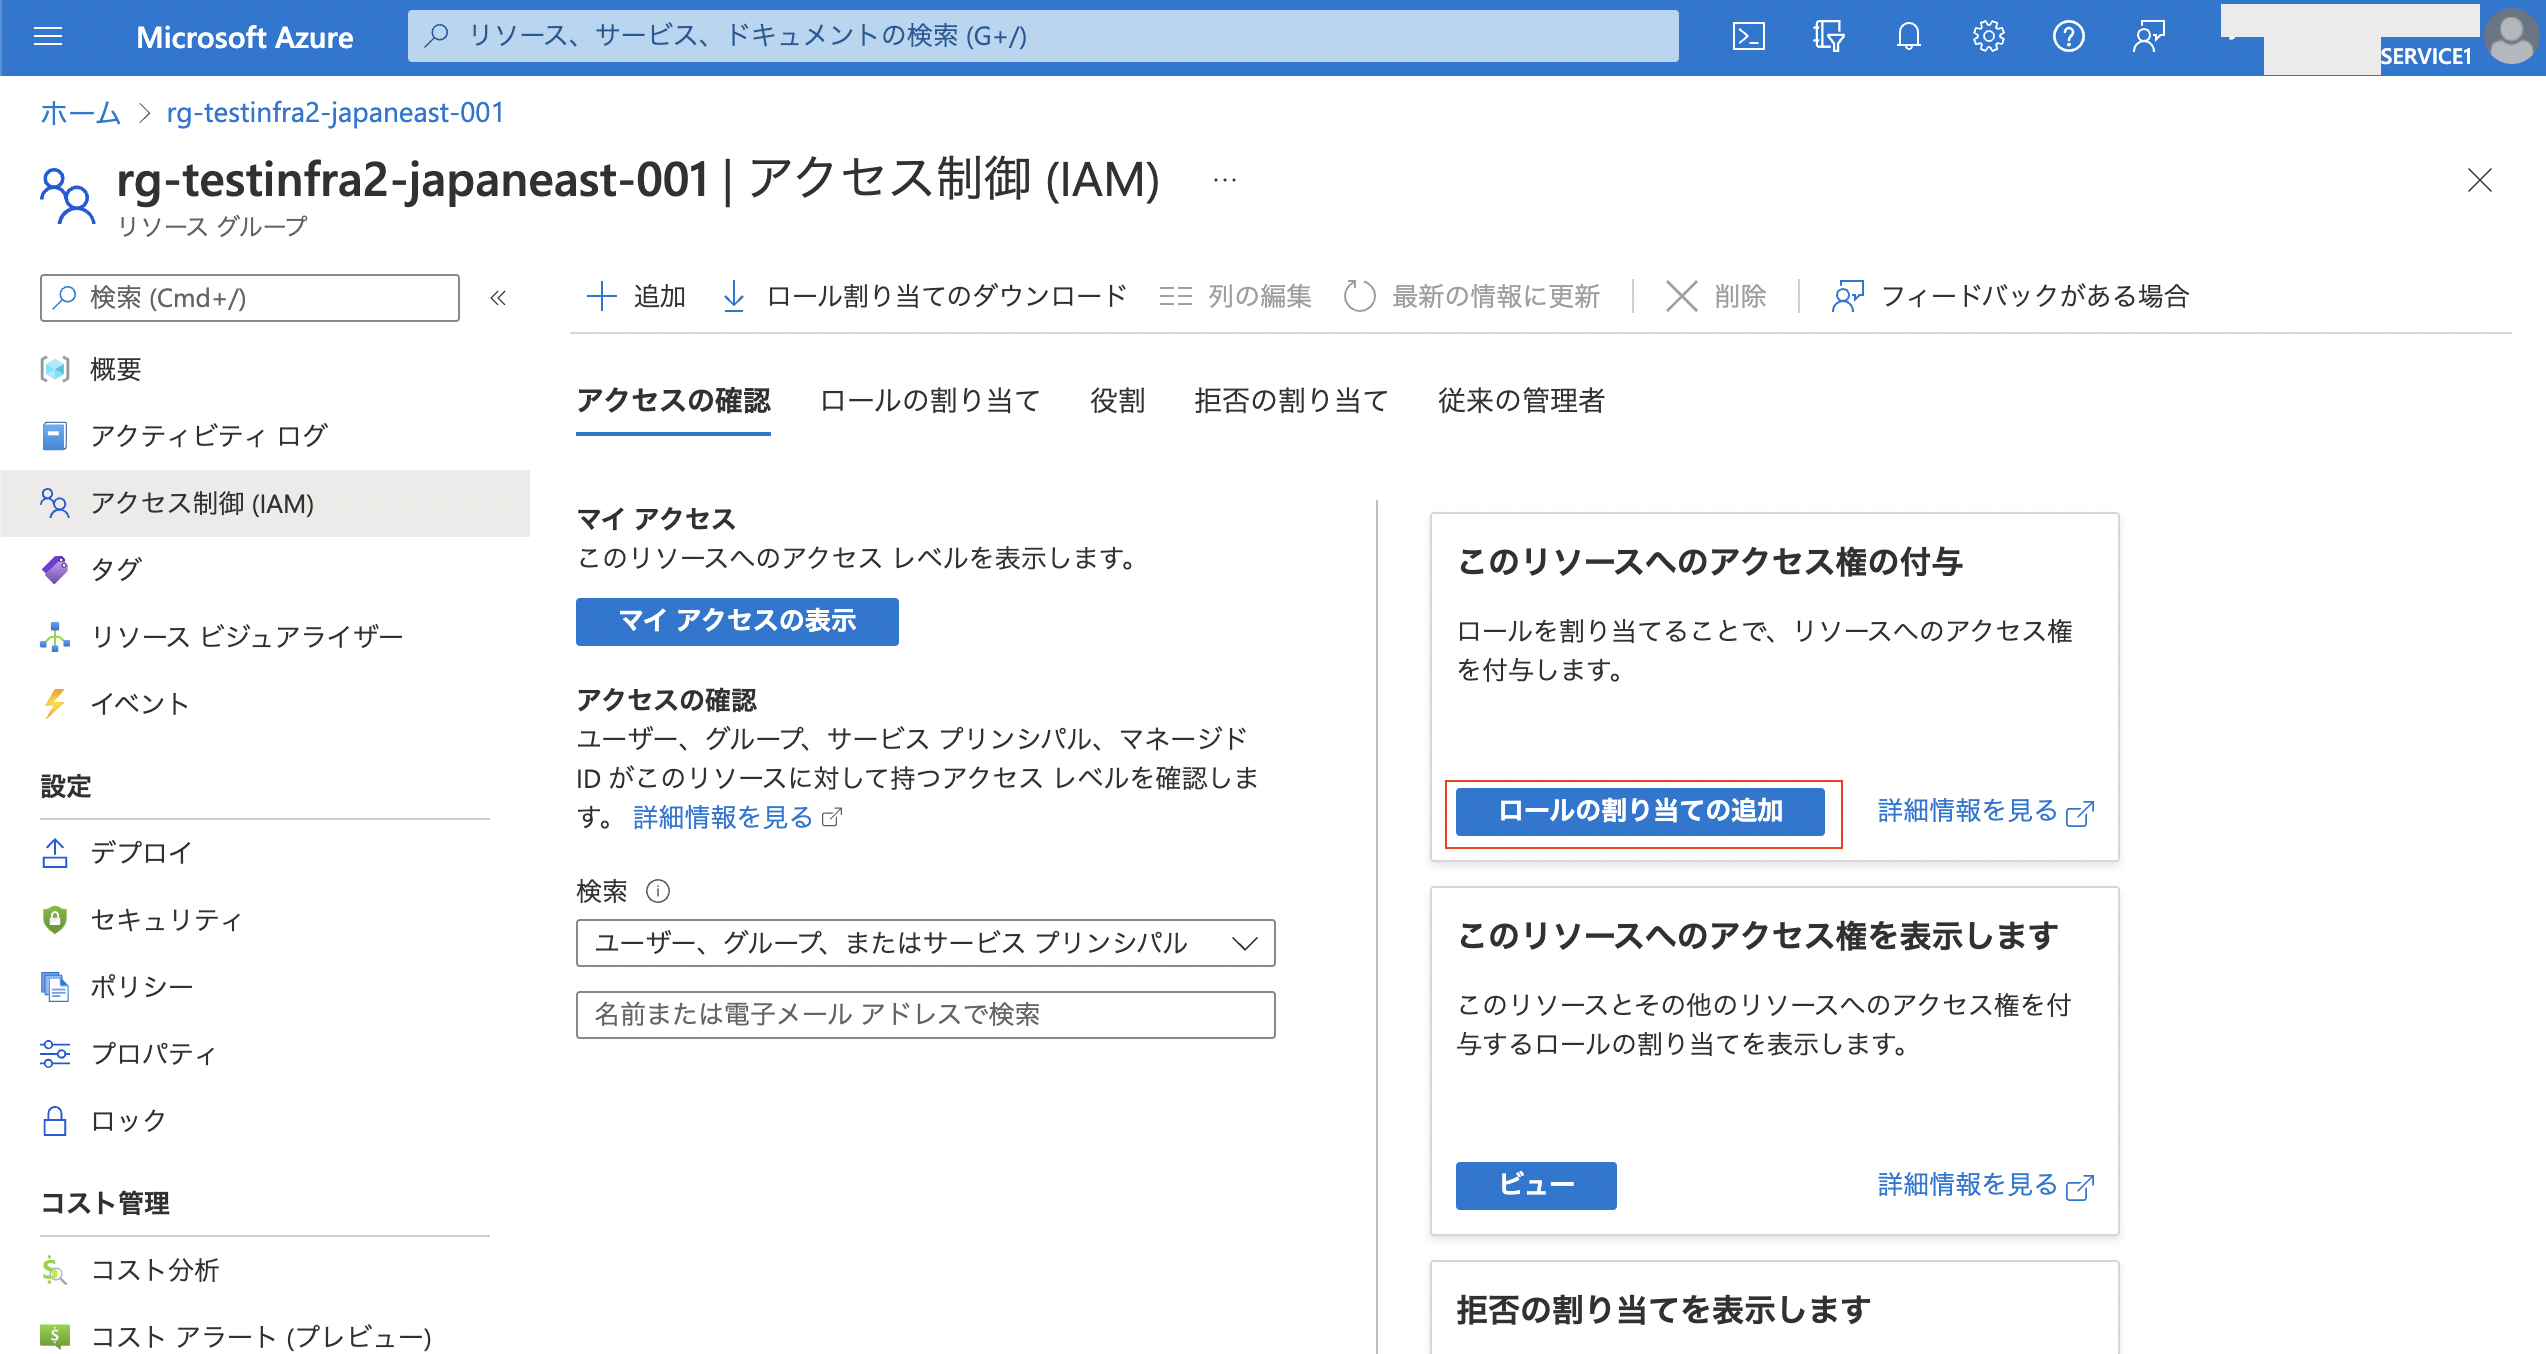 Microsoft Azure
リソース、サービス、ドキュメントの検索 (G+/)
SERVICE1
ホーム
rg-testinfra2-japaneast-001
rg-testinfra2-japaneast-001 | アクセス制御 (IAM)
リソース グループ
検索 (Cmd+/)
概要
アクティビティ ログ
アクセス制御 (IAM)
タグ
リソース ビジュアライザー
イベント
設定
デプロイ
セキュリティ
ポリシー
プロパティ
ロック
コスト管理
コスト分析
コスト アラート (プレビュー)
追加
ロール割り当てのダウンロード
列の編集
最新の情報に更新
削除
フィードバックがある場合
アクセスの確認
ロールの割り当て
役割
拒否の割り当て
従来の管理者
マイ アクセス
このリソースへのアクセス レベルを表示します。
マイ アクセスの表示
アクセスの確認
ユーザー、グループ、サービス プリンシパル、マネージド
ID がこのリソースに対して持つアクセス レベルを確認しま
す。 詳細情報を見る
検索
ユーザー、グループ、またはサービス プリンシパル
名前または電子メール アドレスで検索
このリソースへのアクセス権の付与
ロールを割り当てることで、リソースへのアクセス権
を付与します。
ロールの割り当ての追加
詳細情報を見る
このリソースへのアクセス権を表示します
このリソースとその他のリソースへのアクセス権を付
与するロールの割り当てを表示します。
ビュー
詳細情報を見る
拒否の割り当てを表示します